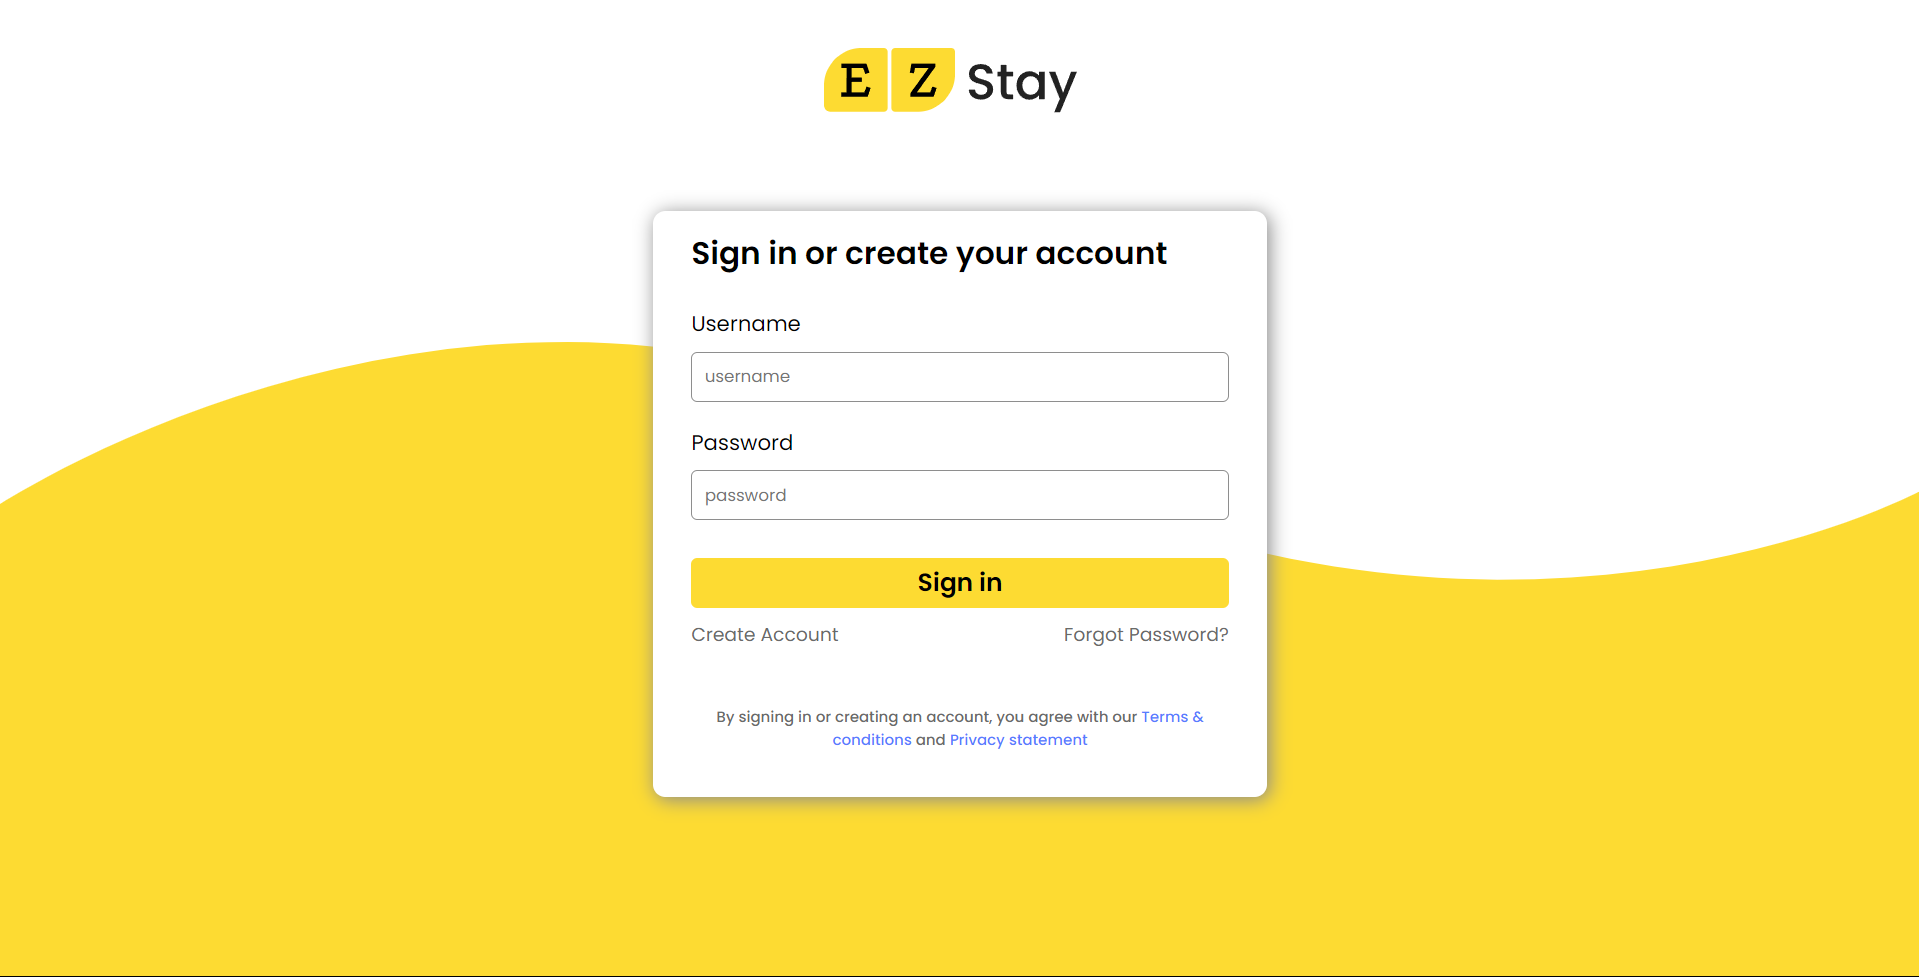 E Z Stay
Sign in or create your account
Username
username
Password
password
Sign in
Create Account Forgot Password?
By signing in or creating an account, you agree with our Terms &
conditions and Privacy statement